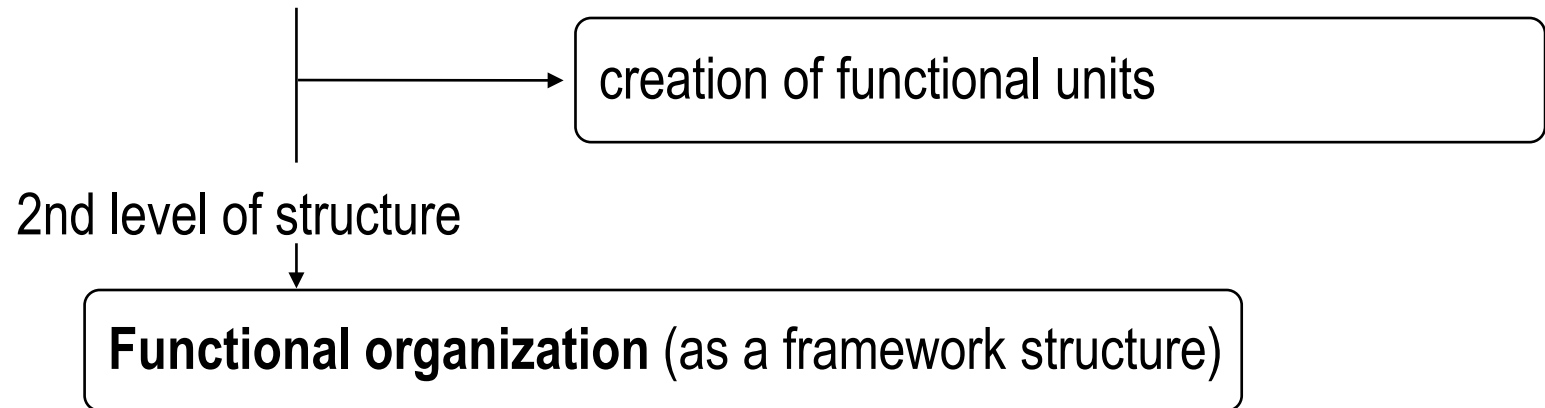 creation of functional units
2nd level of structure
Functional organization (as a framework structure)